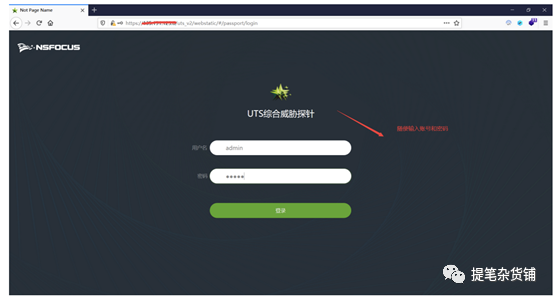 Not Page Name
uts_v2/webstatic/#/passport/login
NSFOCUS
UTS综合威胁探针
随便输入账号和密码
用户名
admin
密码
登录
提笔杂货铺